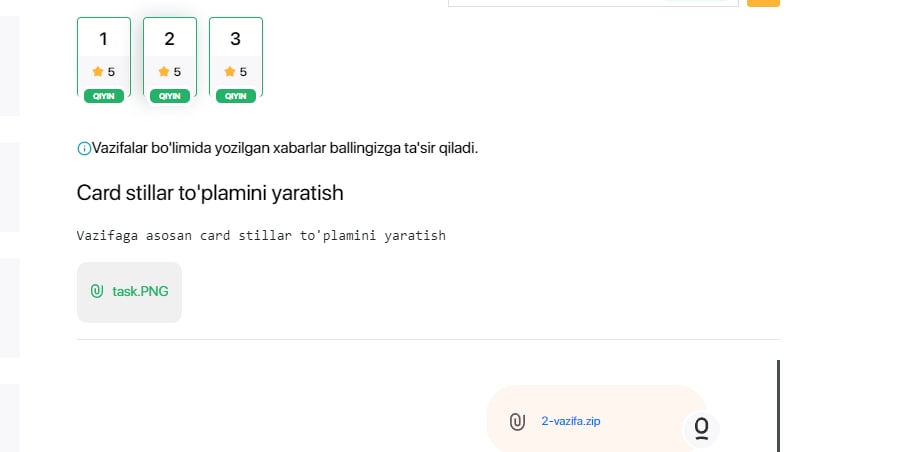 1 2 3
5 5 5
QIYIN QIYIN QIYIN
Vazifalar bo'limida yozilgan xabarlar ballingizga ta'sir qiladi.
Card stillar to'plamini yaratish
Vazifaga asosan card stillar to'plamini yaratish
task.PNG
2-vazifa.zip